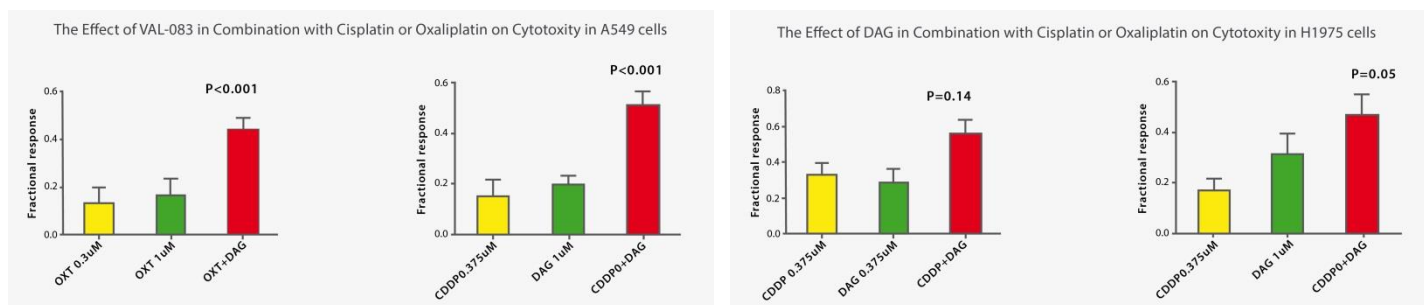 The Effect of VAL-083 in Combination with Cisplatin or Oxaliplatin on Cytotoxity in A549 cells
P<0.001
Fractional response
0.6
0.4
0.2
0.0
OXT 0.3uM
OXT 1uM
OXT+DAG
P<0.001
Fractional response
0.6
0.4
0.2
0.0
CDDP0.375uM
DAG 1uM
CDDP0+DAG
The Effect of DAG in Combination with Cisplatin or Oxaliplatin on Cytotoxity in H1975 cells
P=0.14
Fractional response
0.8
0.6
0.4
0.2
0.0
CDDP 0.375uM
DAG 0.375uM
CDDP+DAG
P=0.05
Fractional response
0.6
0.4
0.2
0.0
CDDP0.375uM
DAG 1uM
CDDP0+DAG